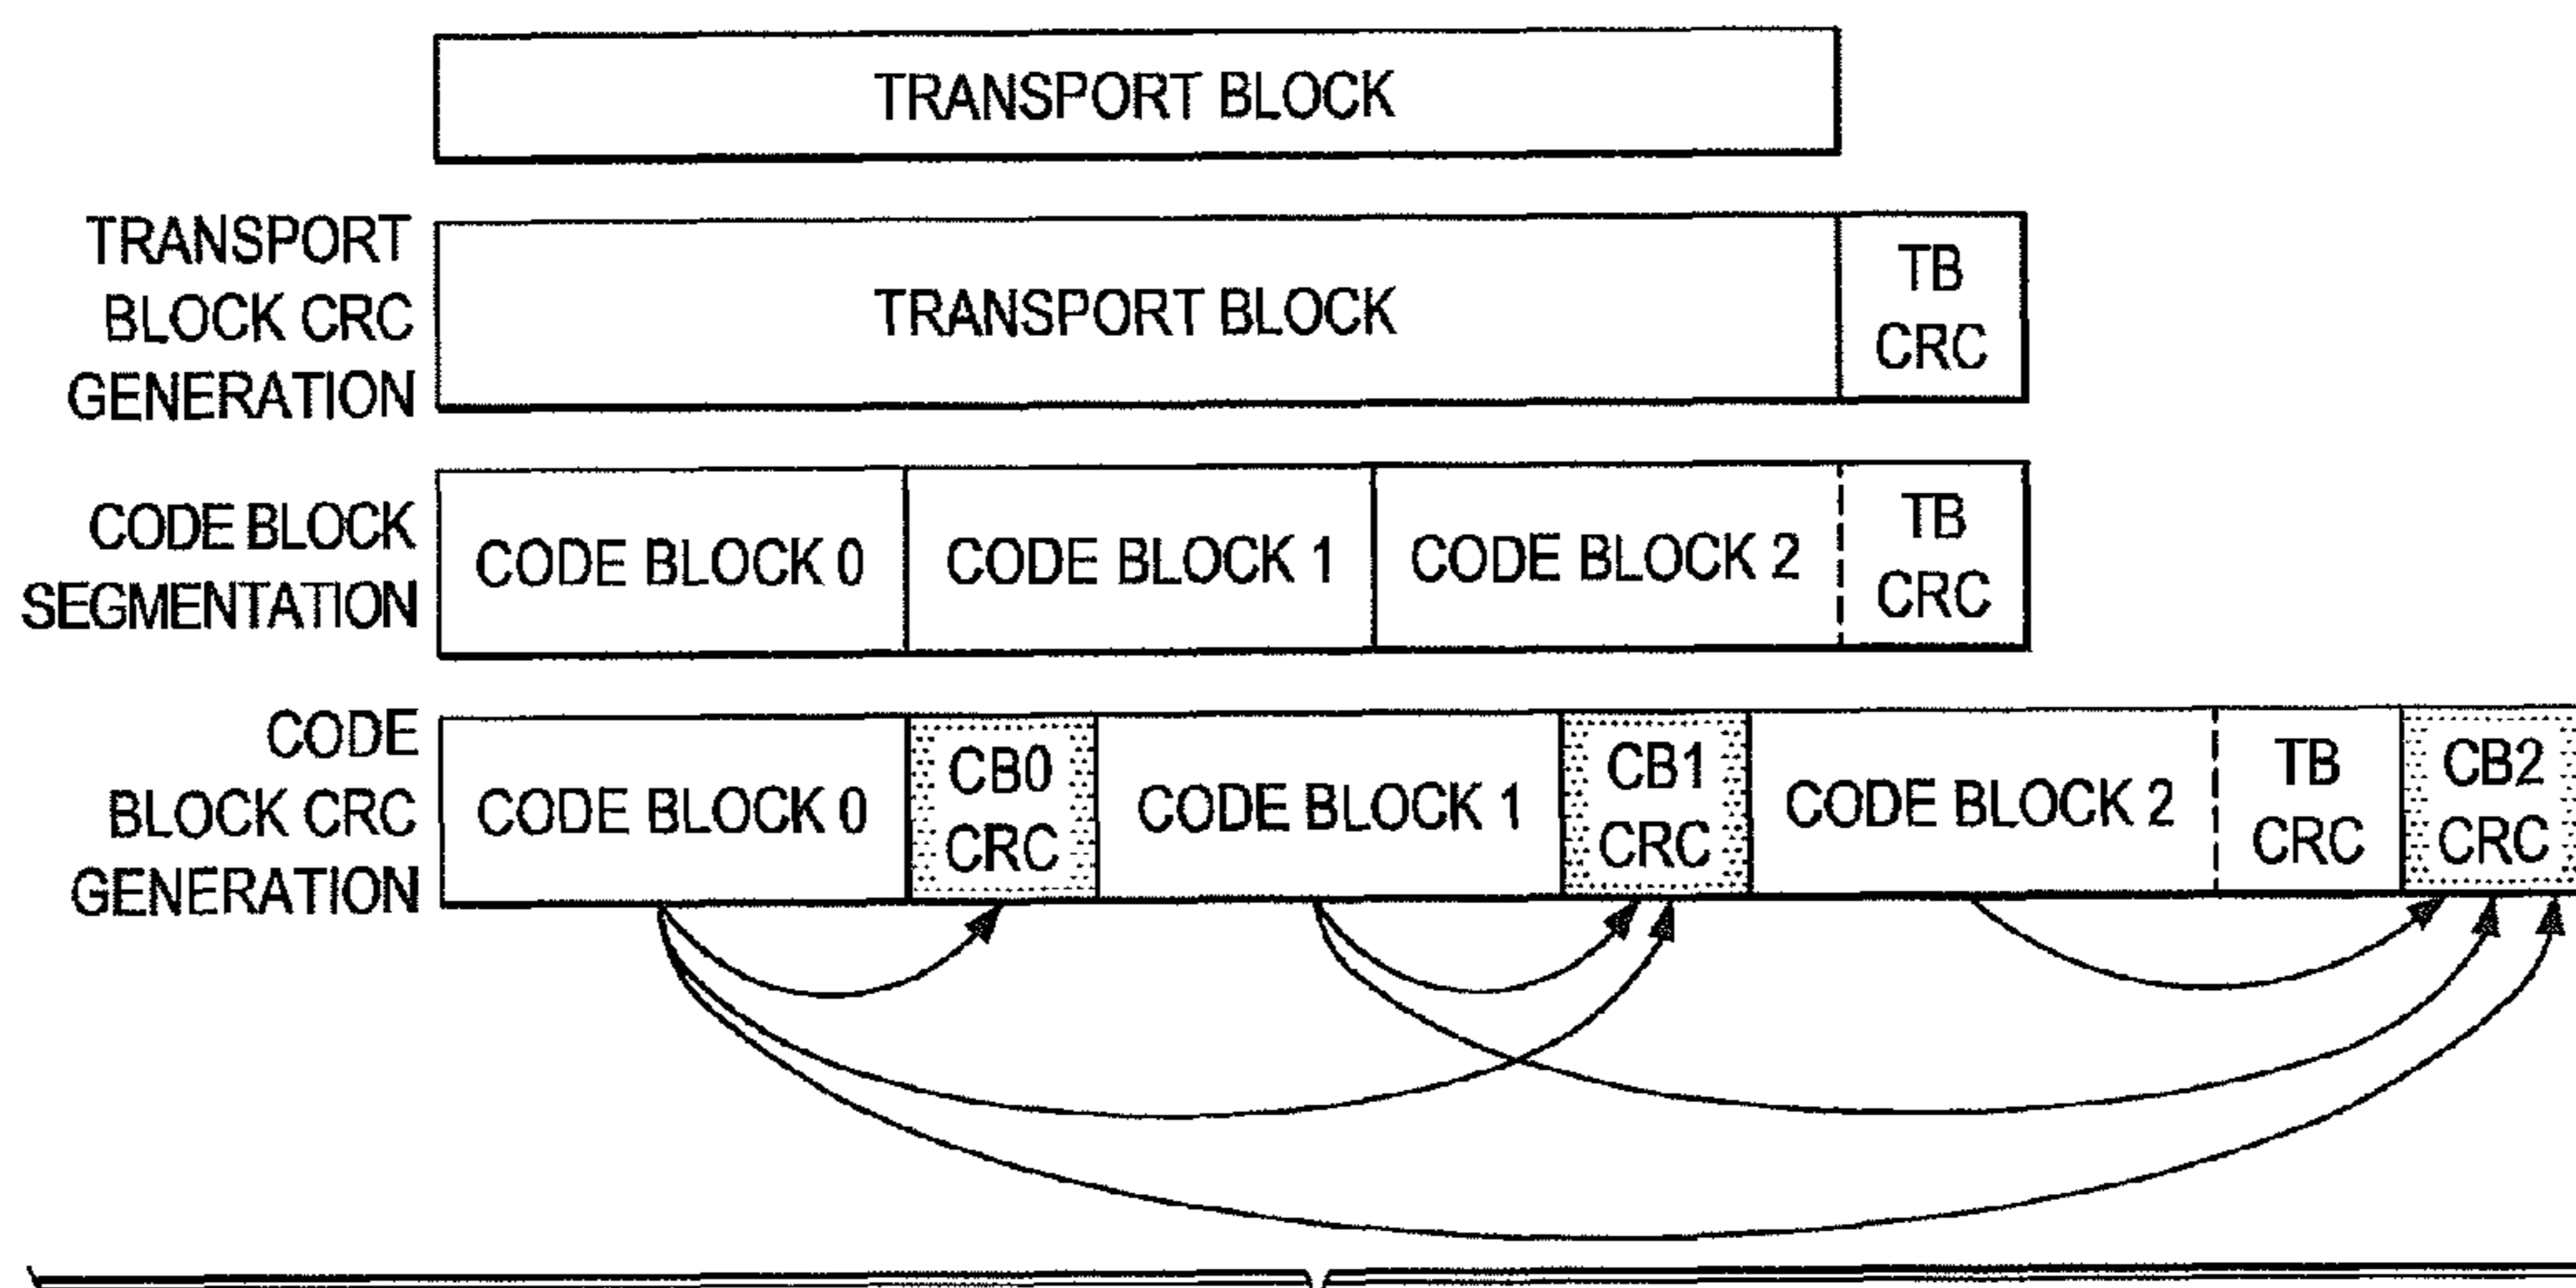 TRANSPORT BLOCK
TRANSPORT
BLOCK CRC
GENERATION
TRANSPORT BLOCK
TB
CRC
CODE BLOCK
SEGMENTATION
CODE BLOCK 0
CODE BLOCK 1
CODE BLOCK 2
TB
CRC
CODE
BLOCK CRC
GENERATION
CODE BLOCK 0
CB0
CRC
CODE BLOCK 1
CB1
CRC
CODE BLOCK 2
TB
CRC
CB2
CRC